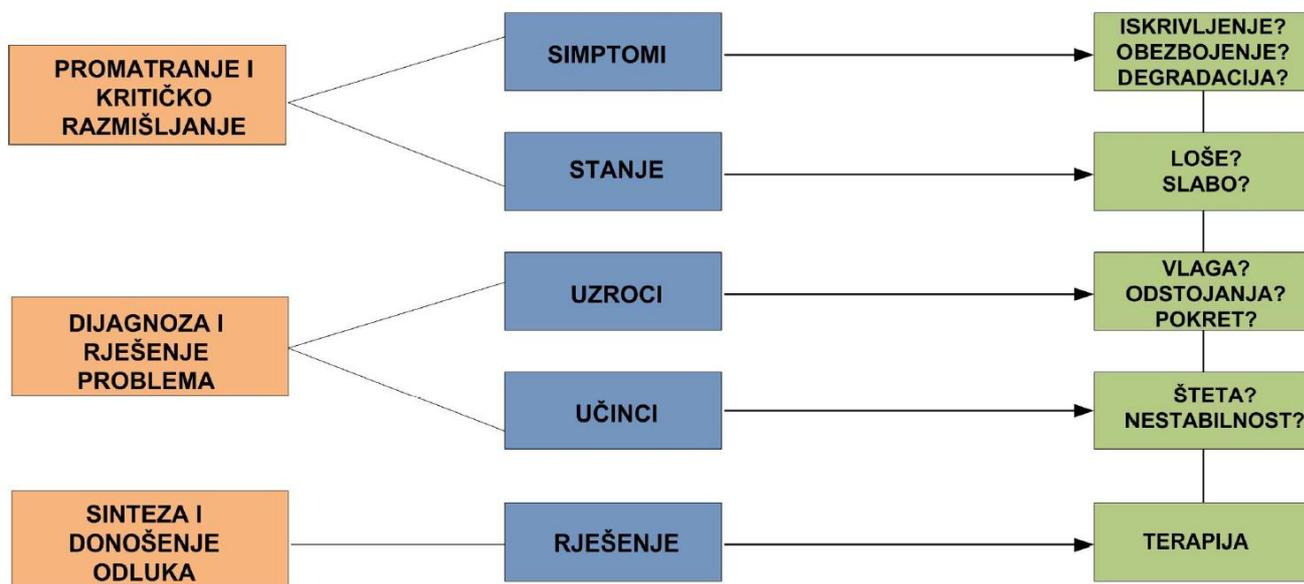 PROMATRANJE I
KRITIČKO
RAZMIŠLJANJE
SIMPTOMI
ISKRIVLJENJE?
OBEZBOJENJE?
DEGRADACIJA?
STANJE
LOŠE?
SLABO?
DIJAGNOZA I
RJEŠENJE
PROBLEMA
UZROCI
VLAGA?
ODSTOJANJA?
POKRET?
UČINCI
ŠTETA?
NESTABILNOST?
SINTEZA I
DONOŠENJE
ODLUKA
RJEŠENJE
TERAPIJA